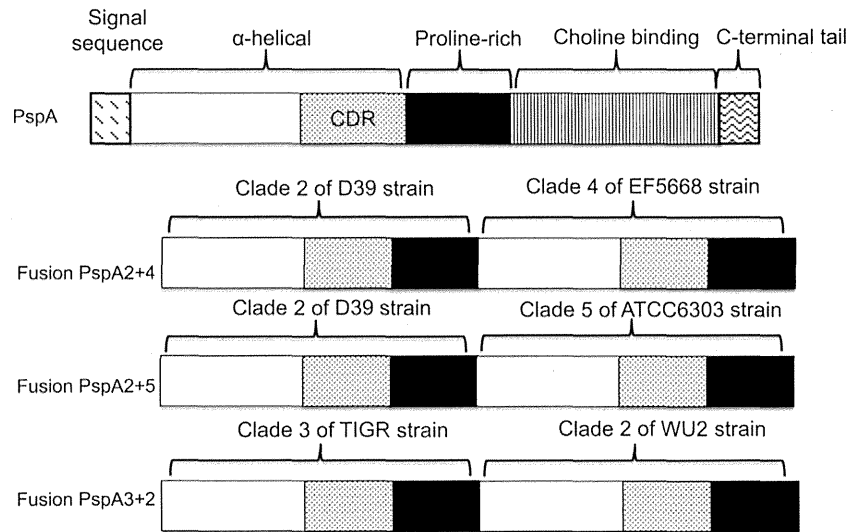 Signal
sequence
α-helical
Proline-rich
Choline binding
C-terminal tail
PspA
CDR
Clade 2 of D39 strain
Clade 4 of EF5668 strain
Fusion PspA2+4
Clade 2 of D39 strain
Clade 5 of ATCC6303 strain
Fusion PspA2+5
Clade 3 of TIGR strain
Clade 2 of WU2 strain
Fusion PspA3+2